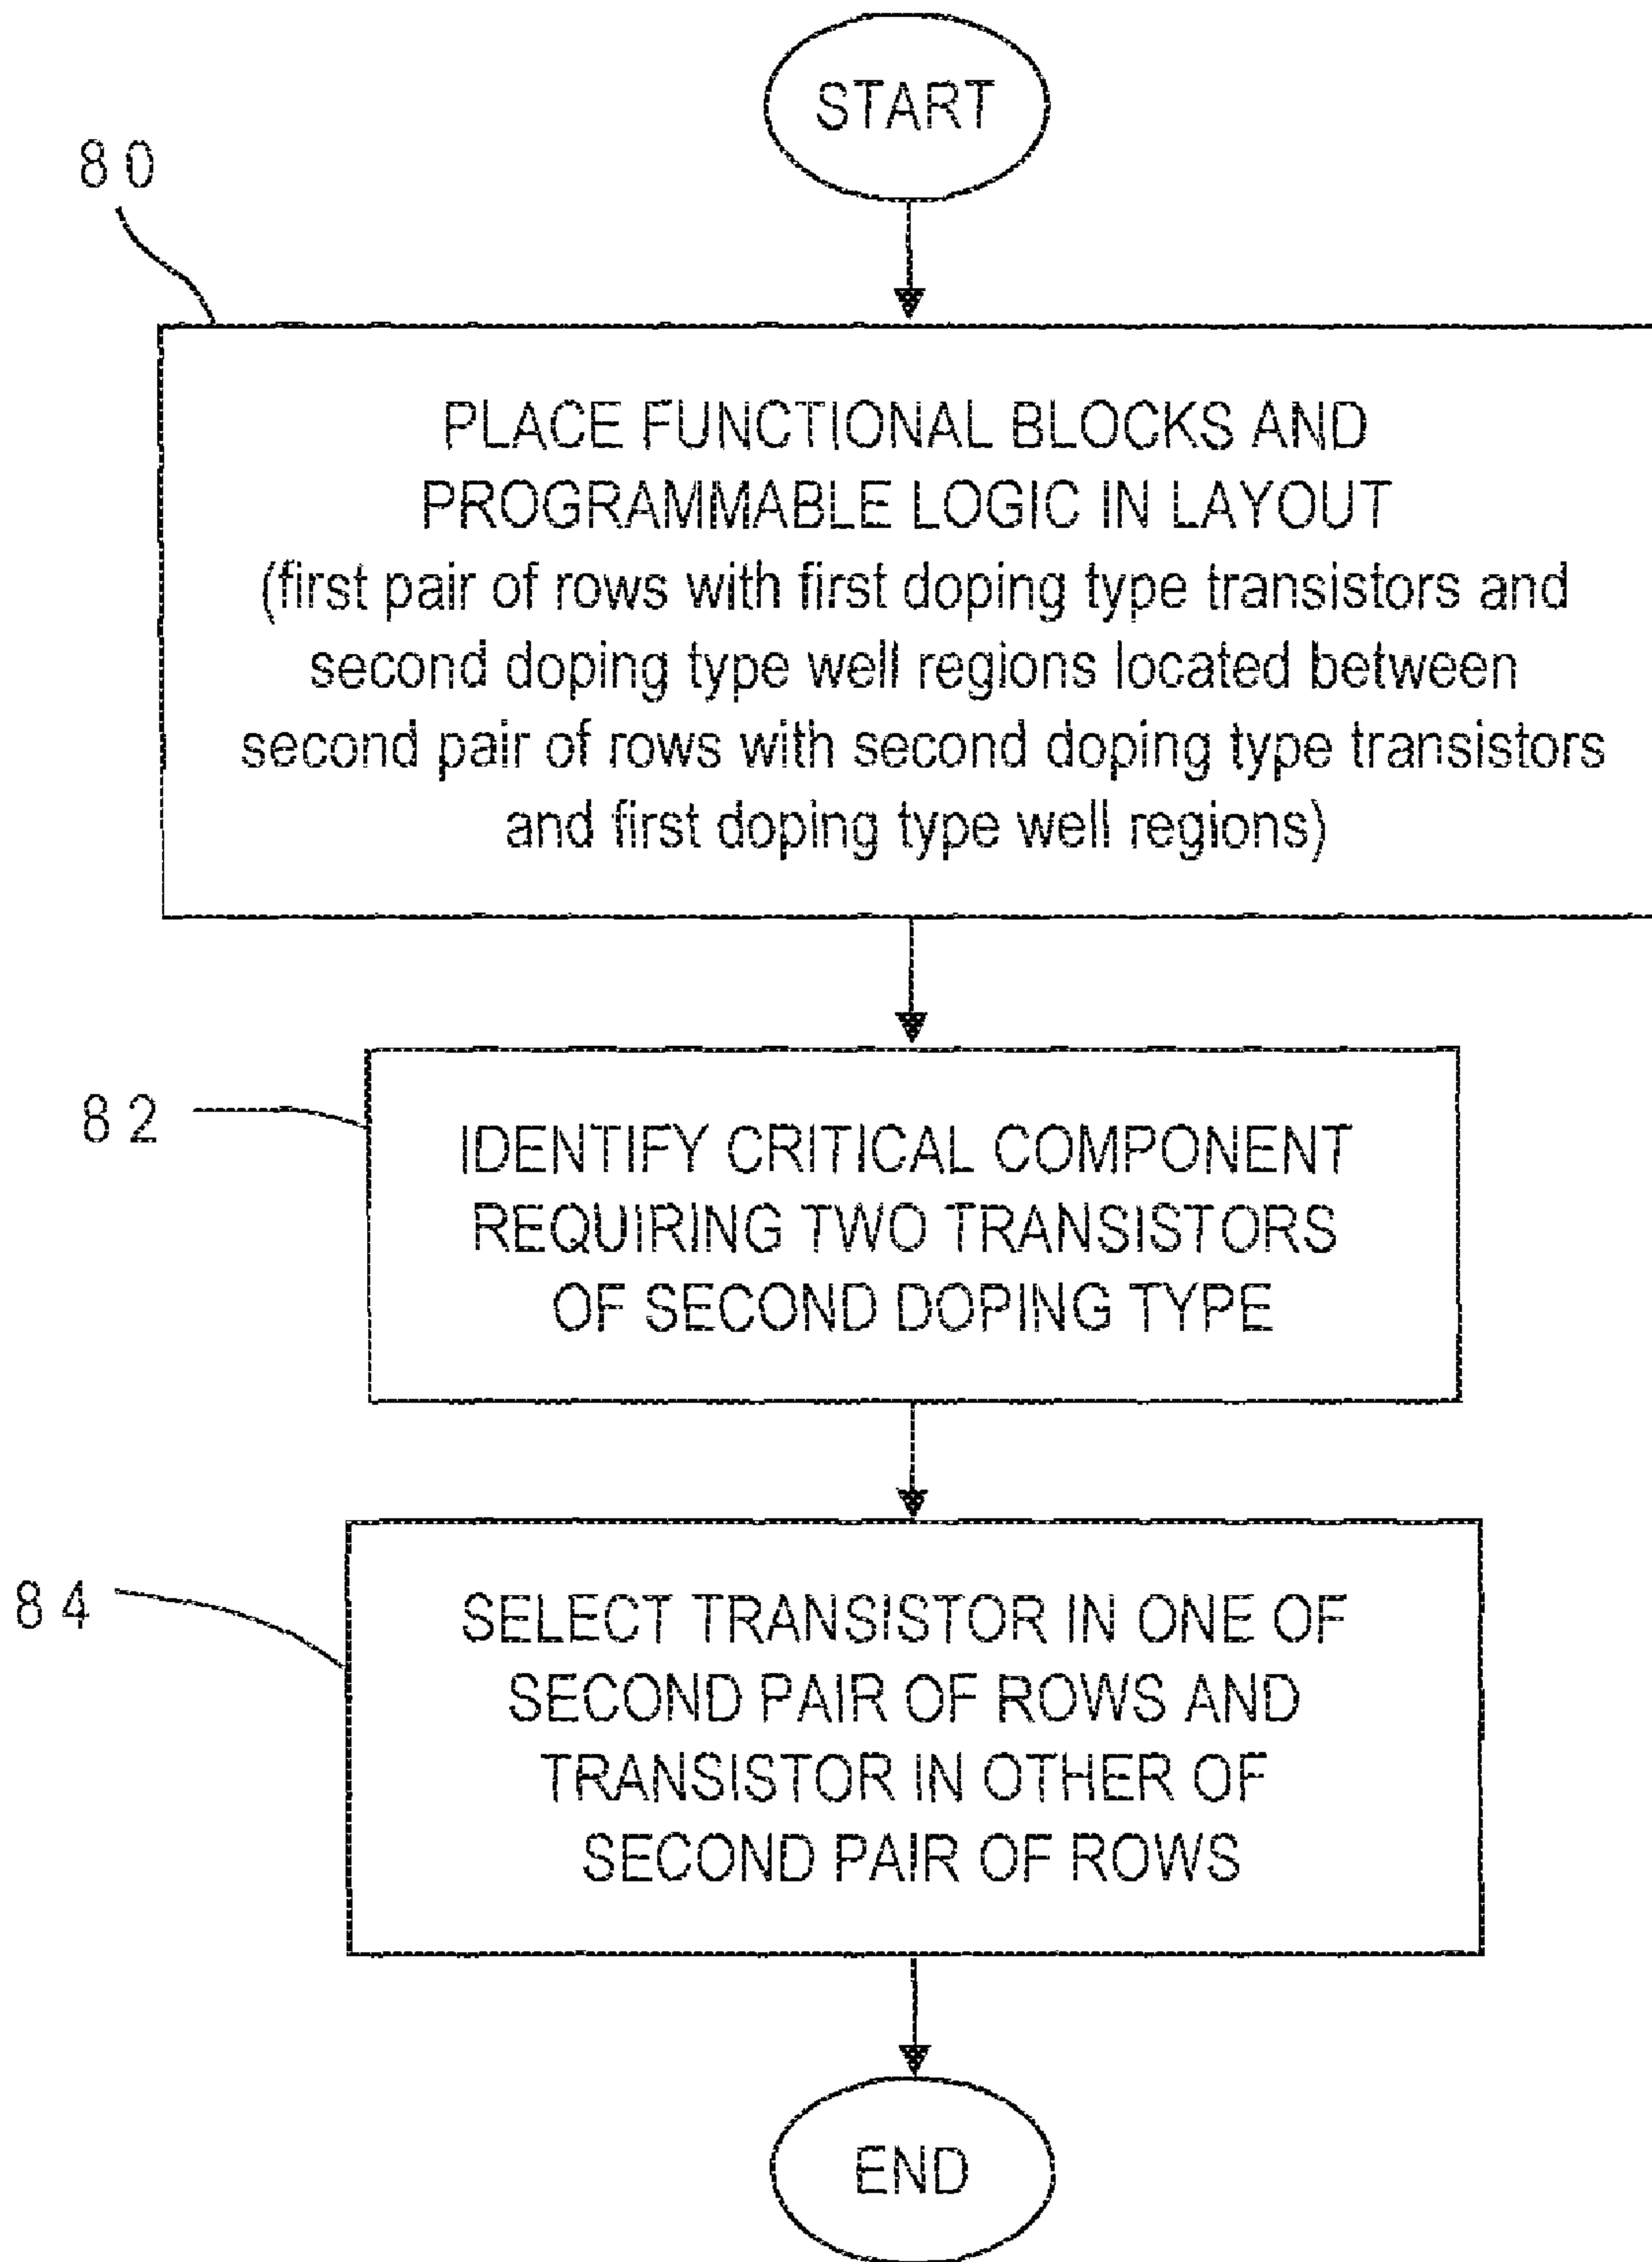 START
80
PLACE FUNCTIONAL BLOCKS AND
PROGRAMMABLE LOGIC IN LAYOUT
(first pair of rows with first doping type transistors and
second doping type well regions located between
second pair of rows with second doping type transistors
and first doping type well regions)
82
IDENTIFY CRITICAL COMPONENT
REQUIRING TWO TRANSISTORS
OF SECOND DOPING TYPE
84
SELECT TRANSISTOR IN ONE OF
SECOND PAIR OF ROWS AND
TRANSISTOR IN OTHER OF
SECOND PAIR OF ROWS
END